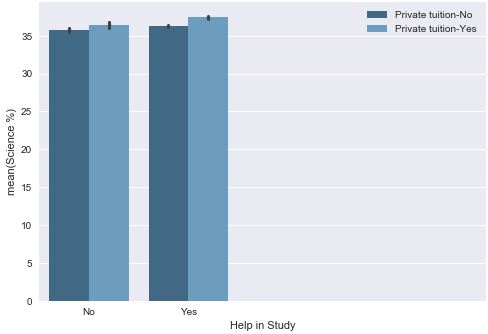 Private tuition-No
Private tuition-Yes
mean(Science %)
35
30
25
20
15
10
5
0
No Yes
Help in Study